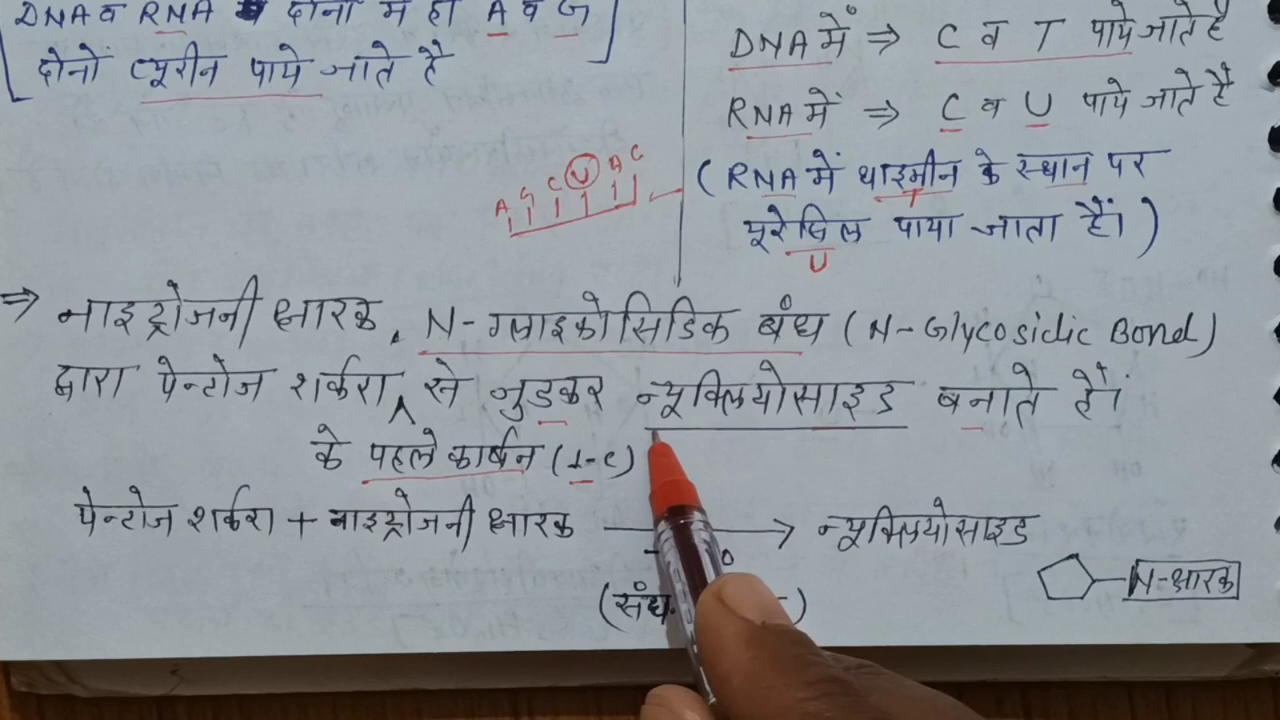 DNA व RNA दोनों में ही A व G
दोनों प्यूरीन पाये जाते है
DNA में ⇒ C व T पाये जाते है
RNA में ⇒ C व U पाये जाते है
(RNA में थाइमीन के स्थान पर
T
यूरेसिल पाया जाता हैं।)
U
A G C U A C
⇒ नाइट्रोजनी क्षारक, N-ग्लाइकोसिडिक बंध (N-Glycosidic Bond)
द्वारा पेन्टोज शर्करा ^ से जुडकर न्यूक्लियोसाइड बनाते है।
के पहले कार्बन (1-C)
पेन्टोज शर्करा + नाइट्रोजनी क्षारक → न्यूक्लियोसाइड
N-क्षारक